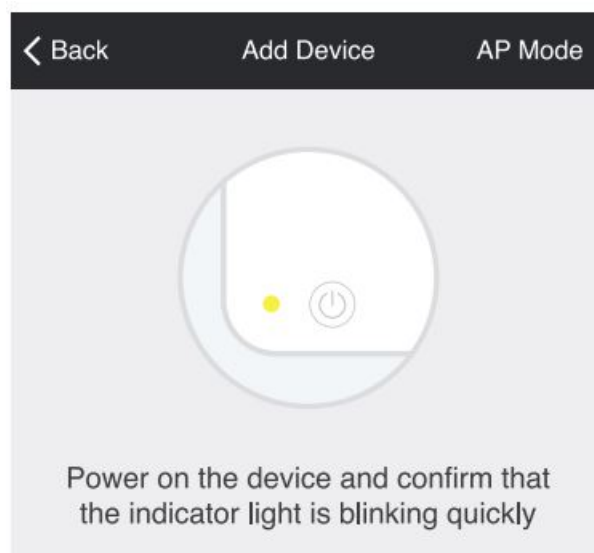 Back Add Device AP Mode
Power on the device and confirm that
the indicator light is blinking quickly